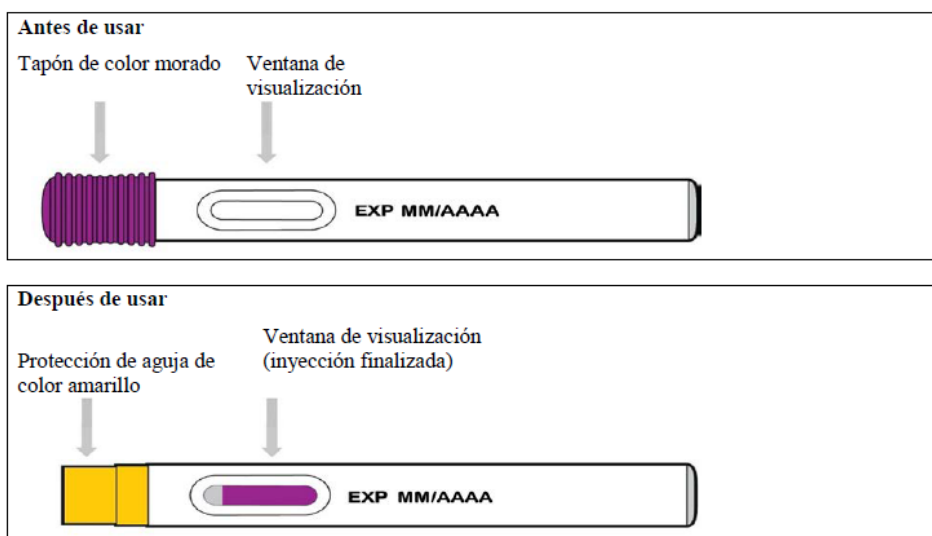 Antes de usar
Tapón de color morado
Ventana de
visualización
EXP MM/AAAA
Después de usar
Protección de aguja de
color amarillo
Ventana de visualización
(inyección finalizada)
EXP MM/AAAA